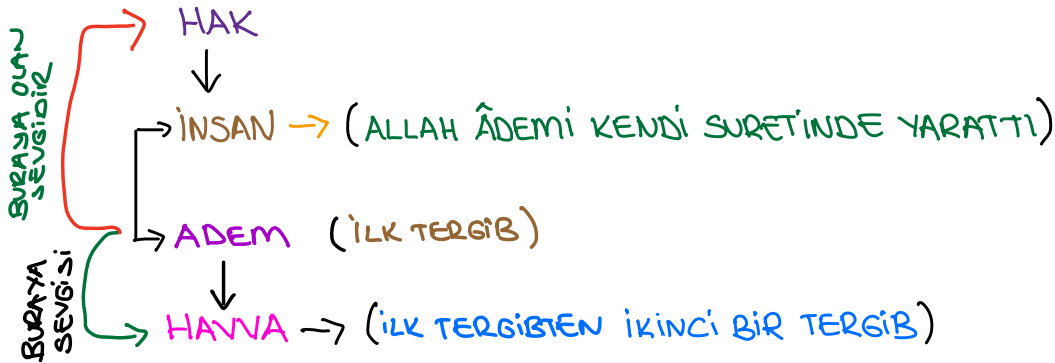 HAK
BURAYA OLAN
SEVGİDİR
İNSAN → (ALLAH ÂDEMİ KENDİ SURETİNDE YARATTI)
ADEM (İLK TERGİB)
BURAYA
SEVGİSİ
HAVVA → (İLK TERGİBTEN İKİNCİ BİR TERGİB)